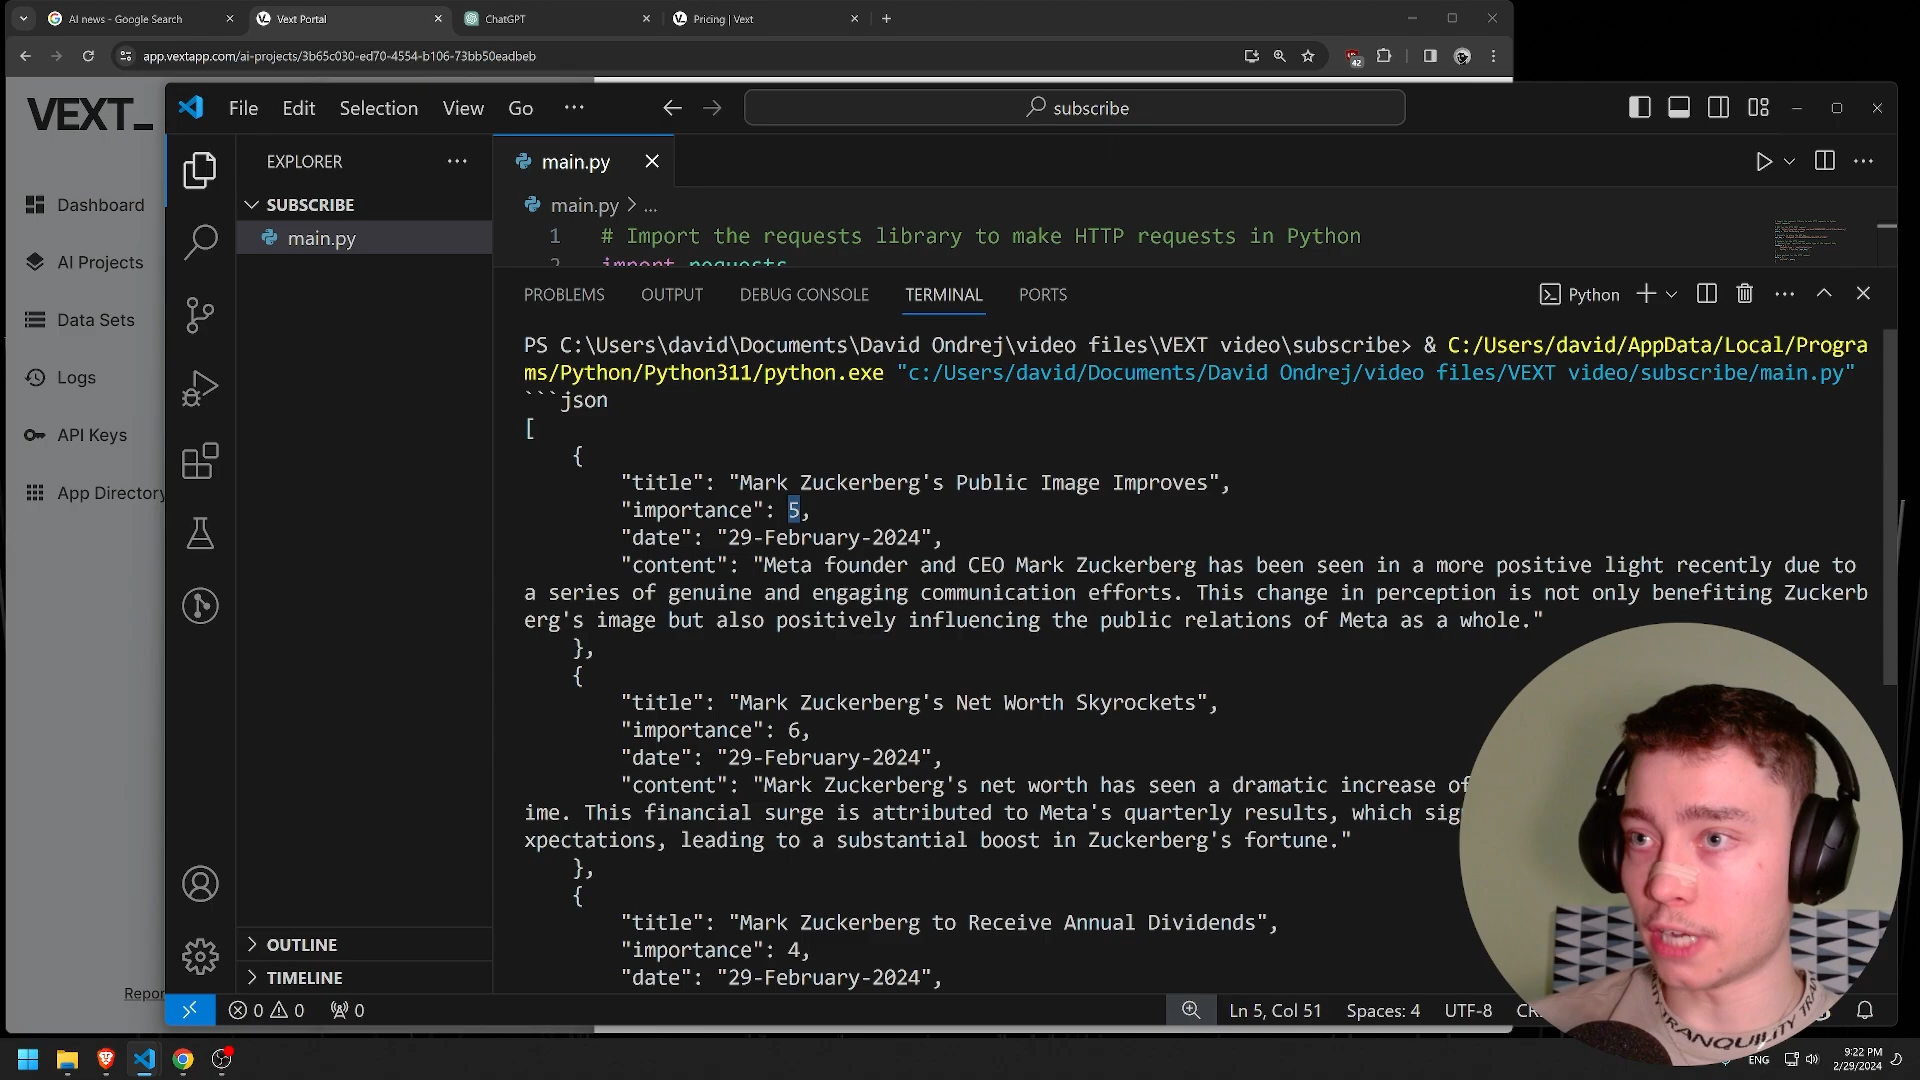 AI news - Google Search
Vext Portal
ChatGPT
Pricing | Vext
app.vextapp.com/ai-projects/3b65c030-ed70-4554-b106-73bb50eadbeb
42
VEXT_
Dashboard
AI Projects
Data Sets
Logs
API Keys
App Directory
Repor
File Edit Selection View Go ...
subscribe
EXPLORER
SUBSCRIBE
main.py
OUTLINE
TIMELINE
main.py
main.py > ...
1 # Import the requests library to make HTTP requests in Python
2 import requests
PROBLEMS OUTPUT DEBUG CONSOLE TERMINAL PORTS
Python
PS C:\Users\david\Documents\David Ondrej\video files\VEXT video\subscribe> & C:/Users/david/AppData/Local/Progra
ms/Python/Python311/python.exe "c:/Users/david/Documents/David Ondrej/video files/VEXT video/subscribe/main.py"
```json
[
{
"title": "Mark Zuckerberg's Public Image Improves",
"importance": 5,
"date": "29-February-2024",
"content": "Meta founder and CEO Mark Zuckerberg has been seen in a more positive light recently due to
a series of genuine and engaging communication efforts. This change in perception is not only benefiting Zuckerb
erg's image but also positively influencing the public relations of Meta as a whole."
},
{
"title": "Mark Zuckerberg's Net Worth Skyrockets",
"importance": 6,
"date": "29-February-2024",
"content": "Mark Zuckerberg's net worth has seen a dramatic increase of
ime. This financial surge is attributed to Meta's quarterly results, which sig
xpectations, leading to a substantial boost in Zuckerberg's fortune."
},
{
"title": "Mark Zuckerberg to Receive Annual Dividends",
"importance": 4,
"date": "29-February-2024",
0 0 0
Ln 5, Col 51 Spaces: 4 UTF-8 CR
TRANQUILITY TRAN
ENG
9:22 PM
2/29/2024